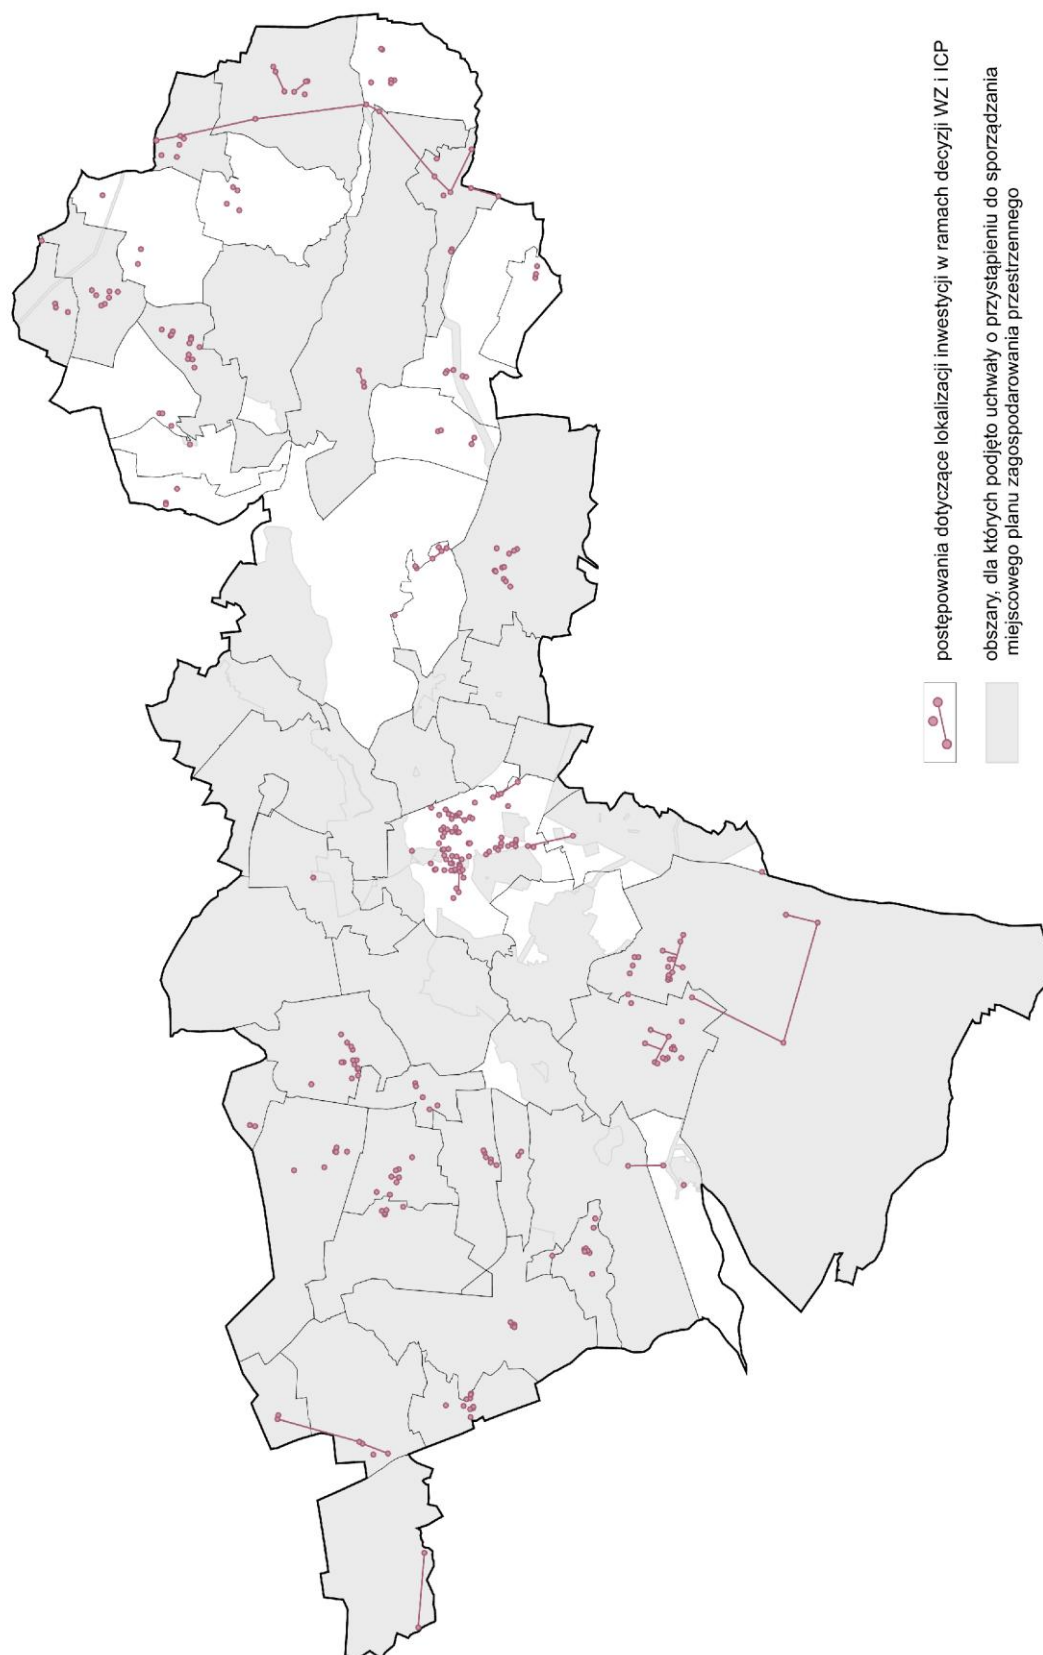 postępowania dotyczące lokalizacji inwestycji w ramach decyzji WZ i ICP
obszary, dla których podjęto uchwały o przystąpieniu do sporządzania
miejscowego planu zagospodarowania przestrzennego